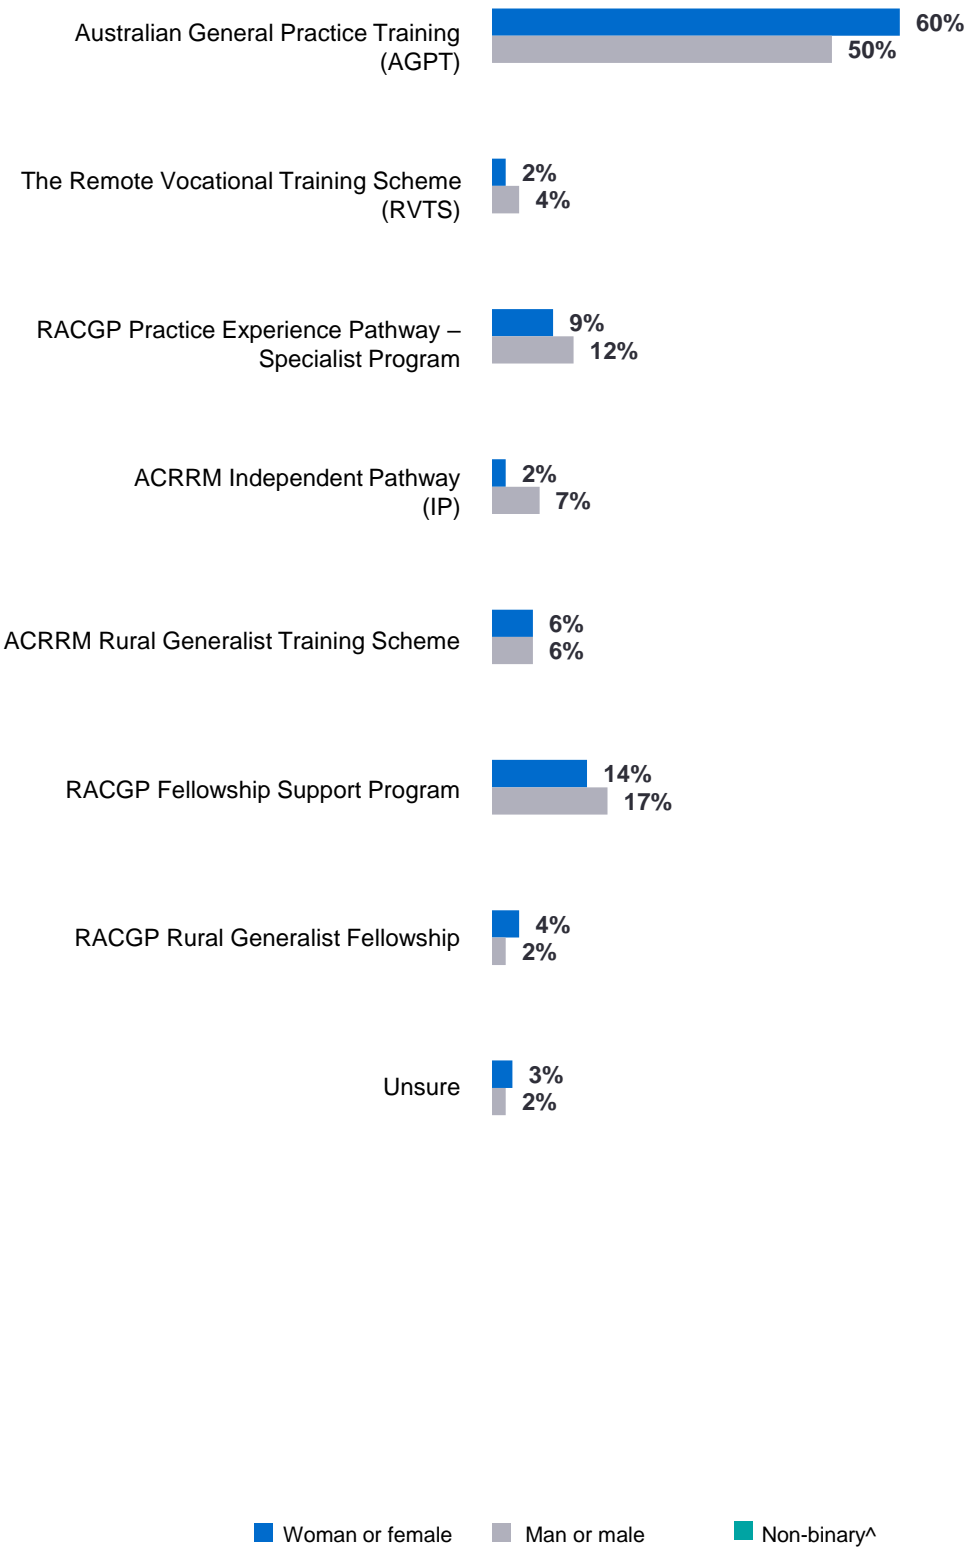 Australian General Practice Training
(AGPT)
60%
50%
The Remote Vocational Training Scheme
(RVTS)
2%
4%
RACGP Practice Experience Pathway –
Specialist Program
9%
12%
ACRRM Independent Pathway
(IP)
2%
7%
ACRRM Rural Generalist Training Scheme
6%
6%
RACGP Fellowship Support Program
14%
17%
RACGP Rural Generalist Fellowship
4%
2%
Unsure
3%
2%
Woman or female
Man or male
Non-binary^